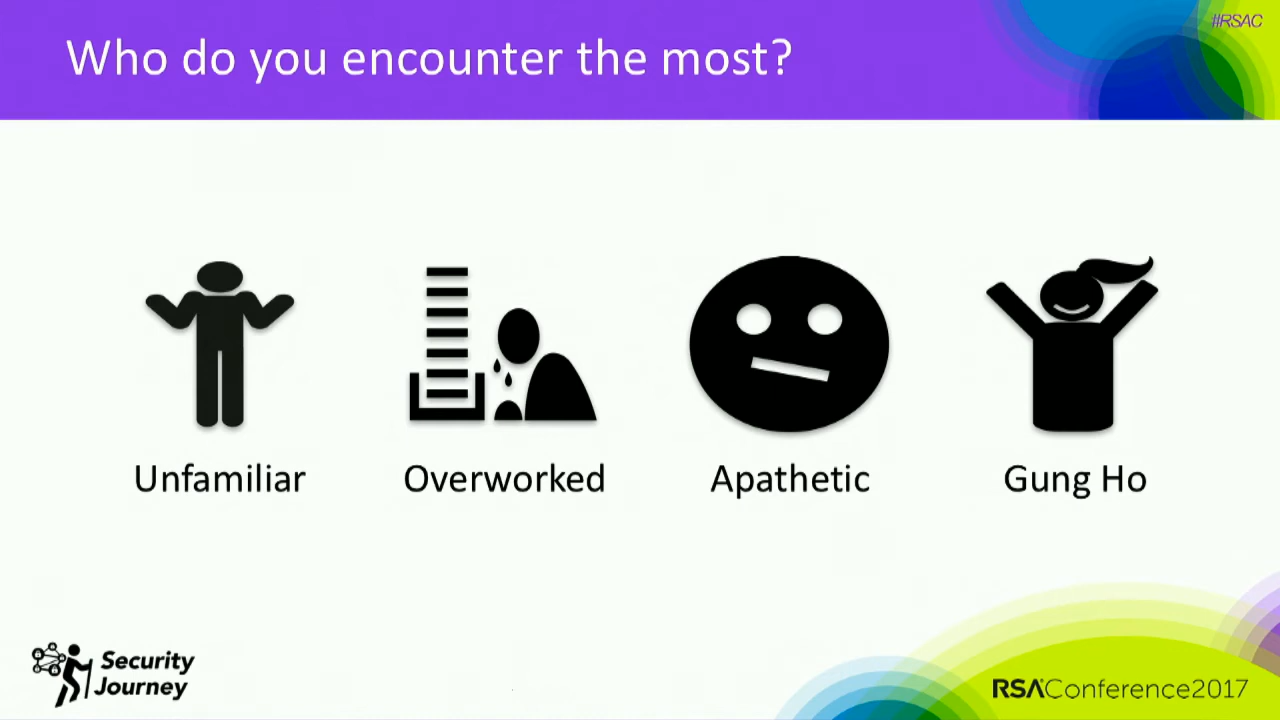 #RSAC
Who do you encounter the most?
Unfamiliar
Overworked
Apathetic
Gung Ho
Security
Journey
RSAConference2017